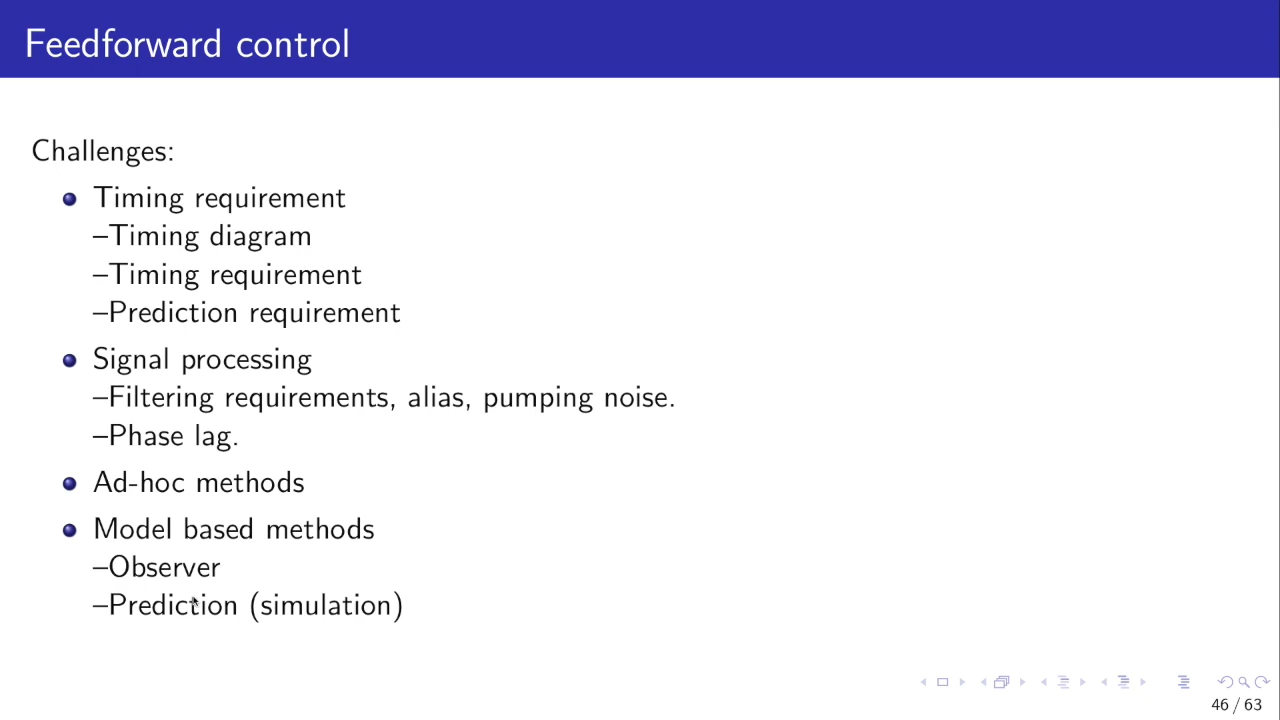 Feedforward control
Challenges:
Timing requirement
–Timing diagram
–Timing requirement
–Prediction requirement
Signal processing
–Filtering requirements, alias, pumping noise.
–Phase lag.
Ad-hoc methods
Model based methods
–Observer
–Prediction (simulation)
46 / 63